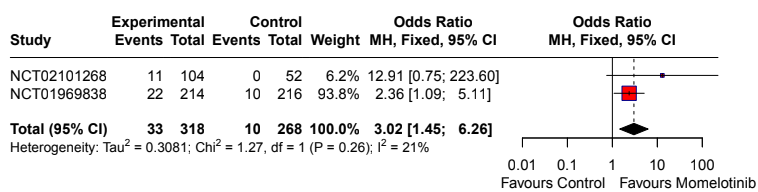 Experimental Control Odds Ratio Odds Ratio
Study Events Total Events Total Weight MH, Fixed, 95% CI MH, Fixed, 95% CI
NCT02101268 11 104 0 52 6.2% 12.91 [0.75; 223.60]
NCT01969838 22 214 10 216 93.8% 2.36 [1.09; 5.11]
Total (95% CI) 33 318 10 268 100.0% 3.02 [1.45; 6.26]
Heterogeneity: Tau² = 0.3081; Chi² = 1.27, df = 1 (P = 0.26); I² = 21%
0.01 0.1 1 10 100
Favours Control Favours Momelotinib